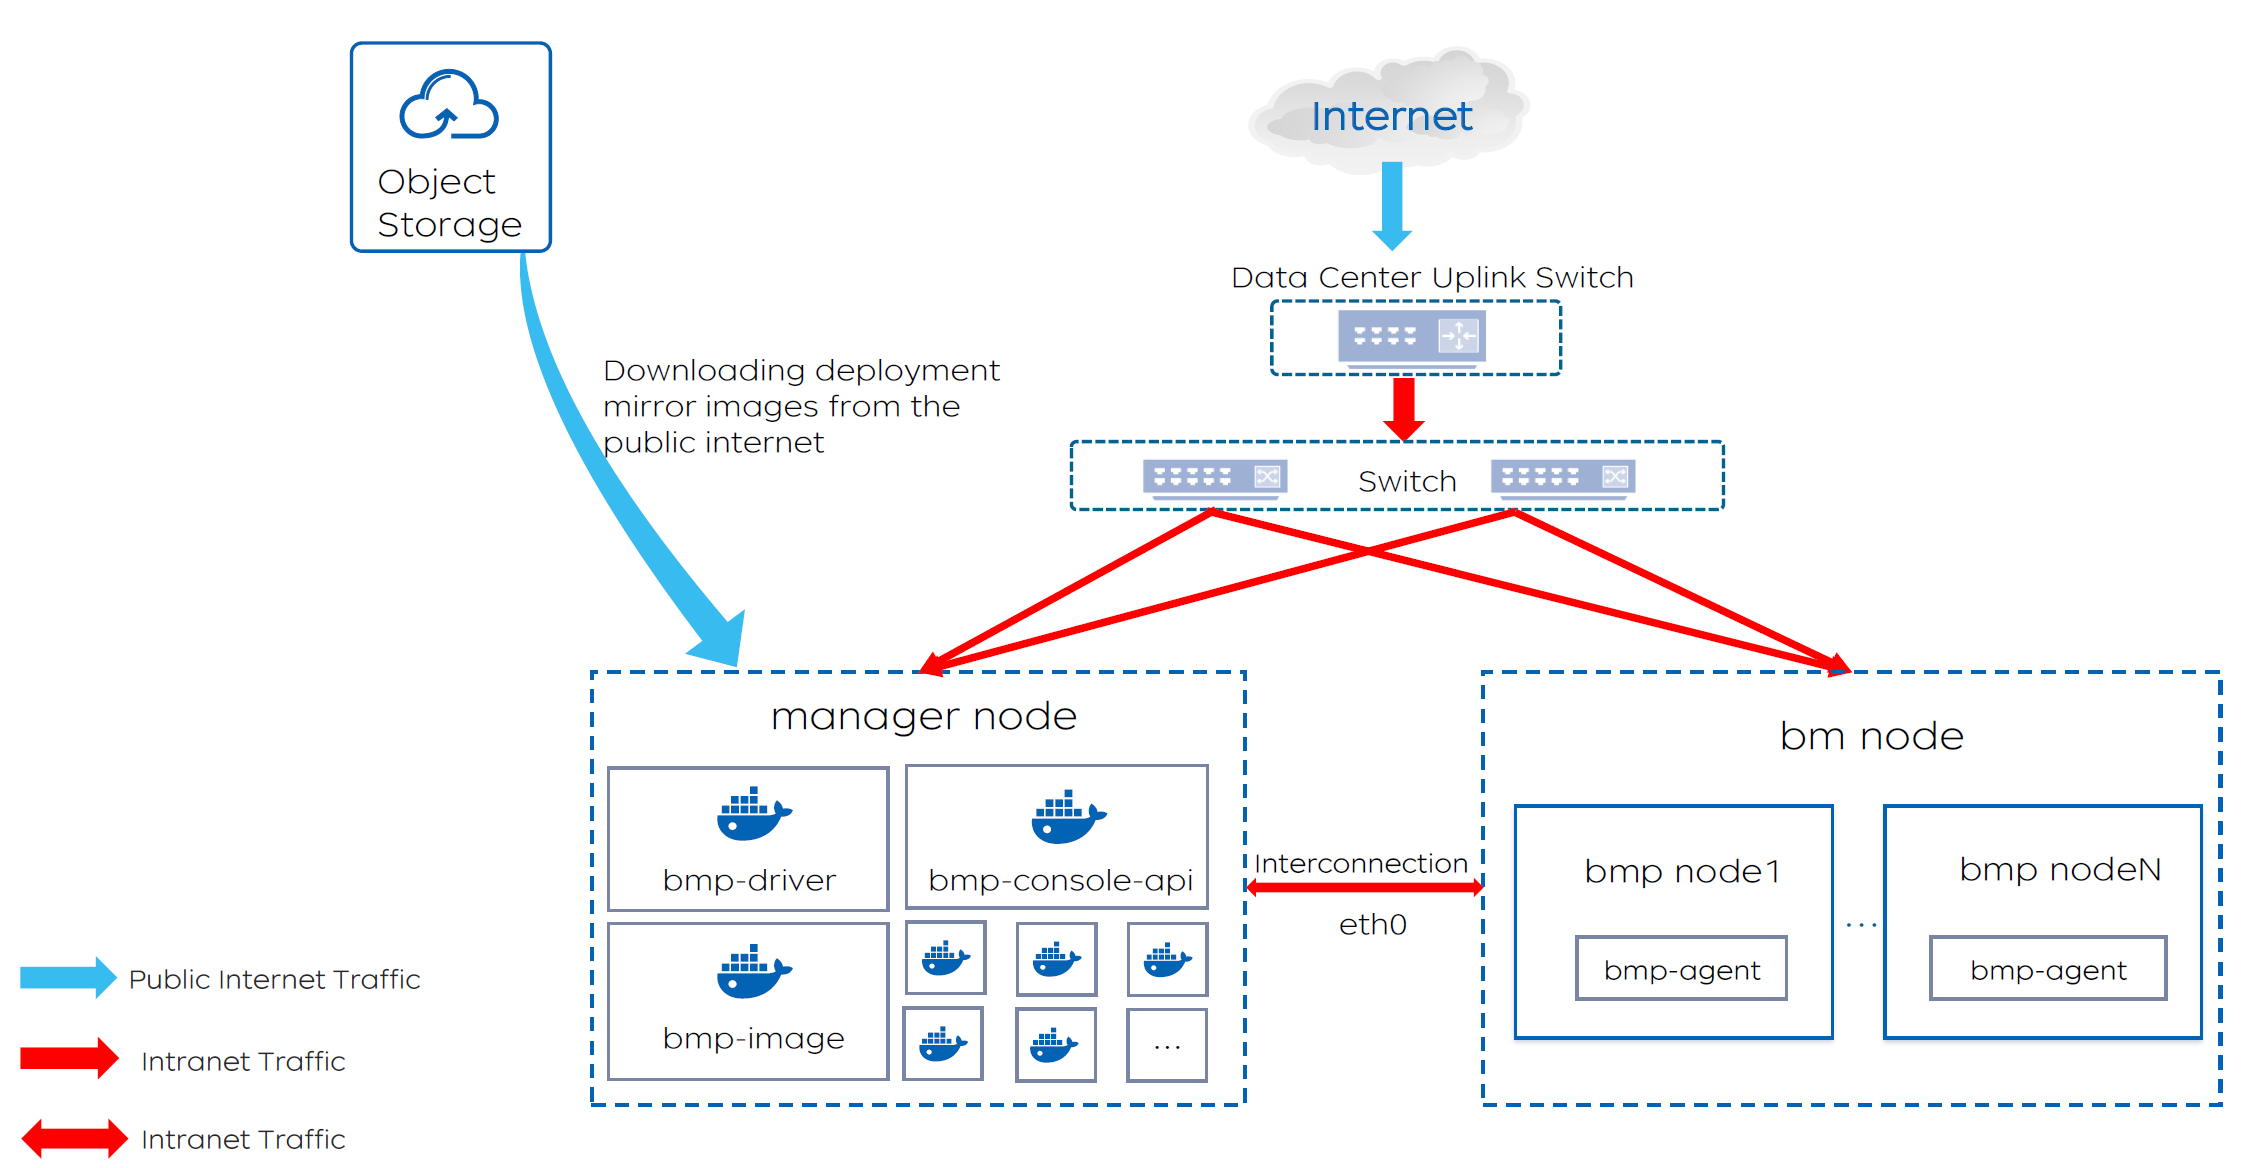 Object
Storage
Internet
Data Center Uplink Switch
Downloading deployment
mirror images from the
public internet
Switch
manager node
bmp-driver
bmp-console-api
bmp-image
...
Interconnection
eth0
bm node
bmp node1
bmp-agent
...
bmp nodeN
bmp-agent
Public Internet Traffic
Intranet Traffic
Intranet Traffic